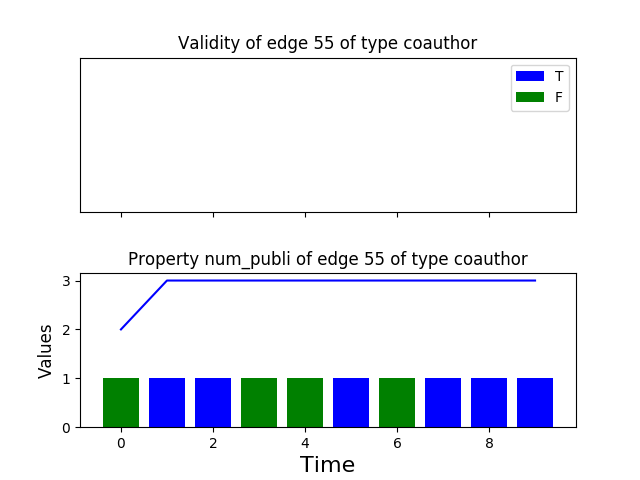 Validity of edge 55 of type coauthor
T
F
Property num_publi of edge 55 of type coauthor
3
2
1
0
Values
0 2 4 6 8
Time